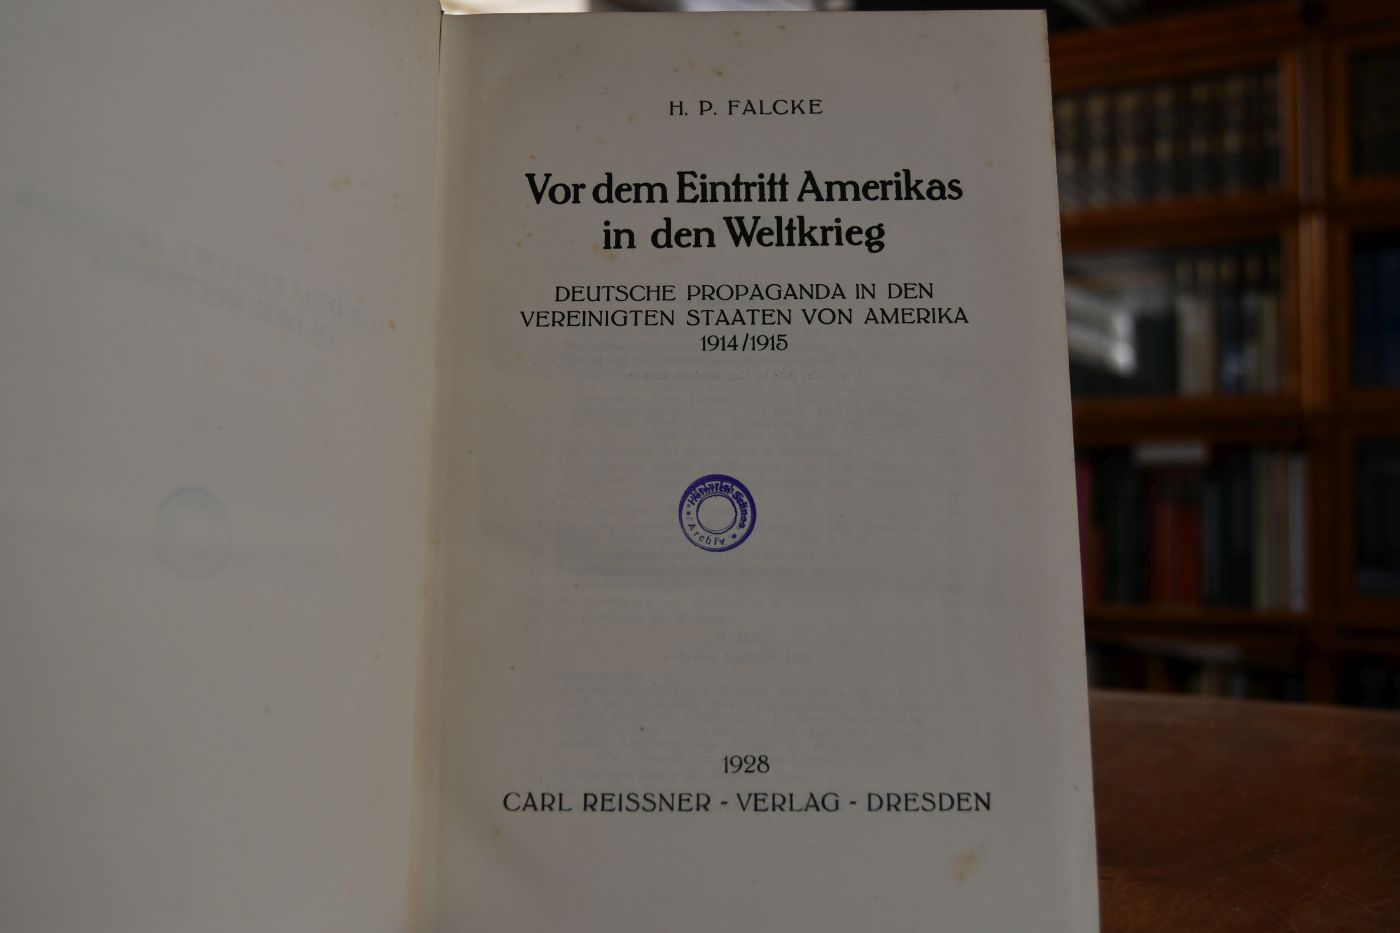 H. P. FALCKE
Vor dem Eintritt Amerikas
in den Weltkrieg
DEUTSCHE PROPAGANDA IN DEN
VEREINIGTEN STAATEN VON AMERIKA
1914/1915
Archiv
1928
CARL REISSNER - VERLAG - DRESDEN